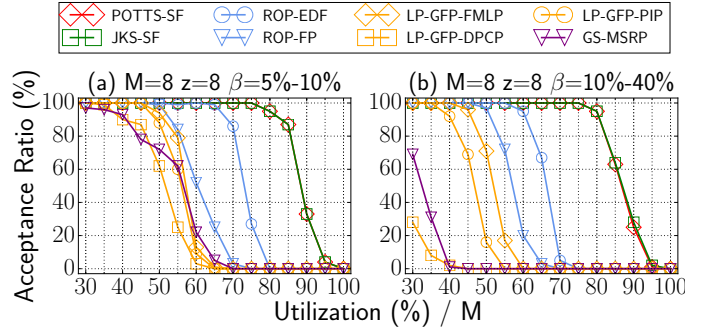 POTTS-SF ROP-EDF LP-GFP-FMLP LP-GFP-PIP
JKS-SF ROP-FP LP-GFP-DPCP GS-MSRP
(a) M=8 z=8 β=5%-10% (b) M=8 z=8 β=10%-40%
Acceptance Ratio (%)
100 100
80 80
60 60
40 40
20 20
0 0
30 40 50 60 70 80 90 100 30 40 50 60 70 80 90 100
Utilization (%) / M